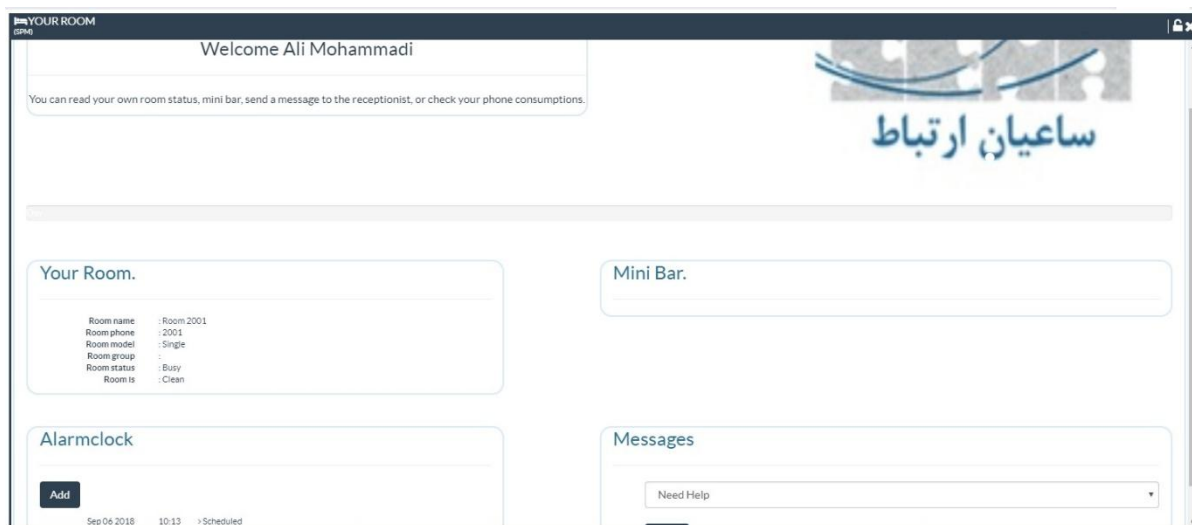 YOUR ROOM
(SPM)
Welcome Ali Mohammadi
You can read your own room status, mini bar, send a message to the receptionist, or check your phone consumptions.
ساعیان ارتباط
Your Room.
Room name : Room 2001
Room phone : 2001
Room model : Single
Room group :
Room status : Busy
Room is : Clean
Mini Bar.
Alarmclock
Add
Sep 06 2018 10:13 > Scheduled
Messages
Need Help